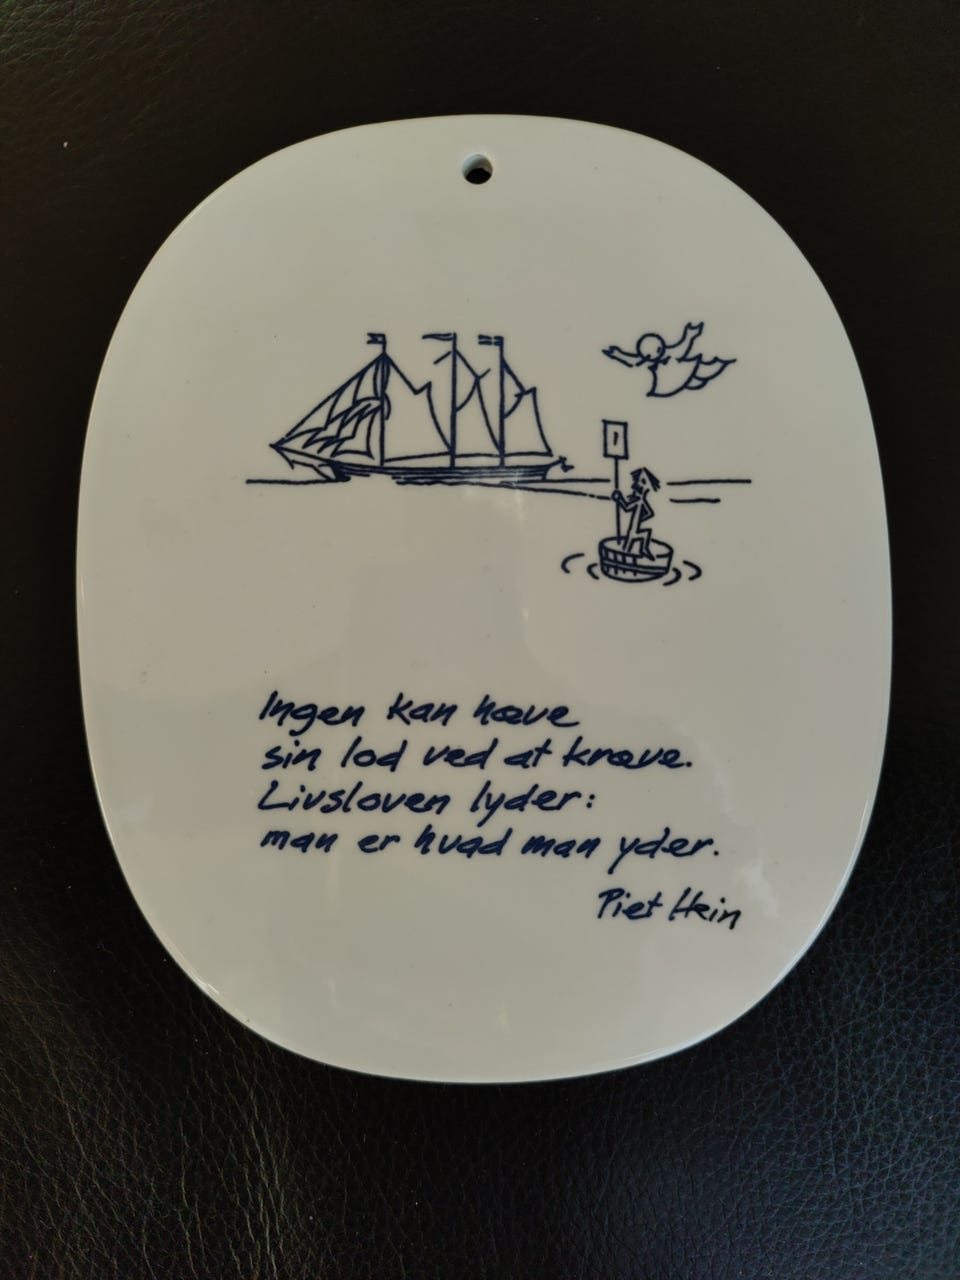 Ingen kan hæve
sin lod ved at kræve.
Livsloven lyder:
man er hvad man yder.
Piet Hein